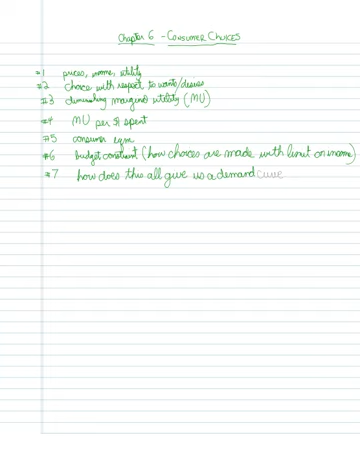 Chapter 6 - Consumer Choices
#1 prices, income, utility
#2 choice with respect to wants/desires
#3 diminishing marginal utility (MU)
#4 MU per $1 spent
#5 consumer eqm
#6 budget constraint (how choices are made with limit on income)
#7 how does this all give us a demand curve